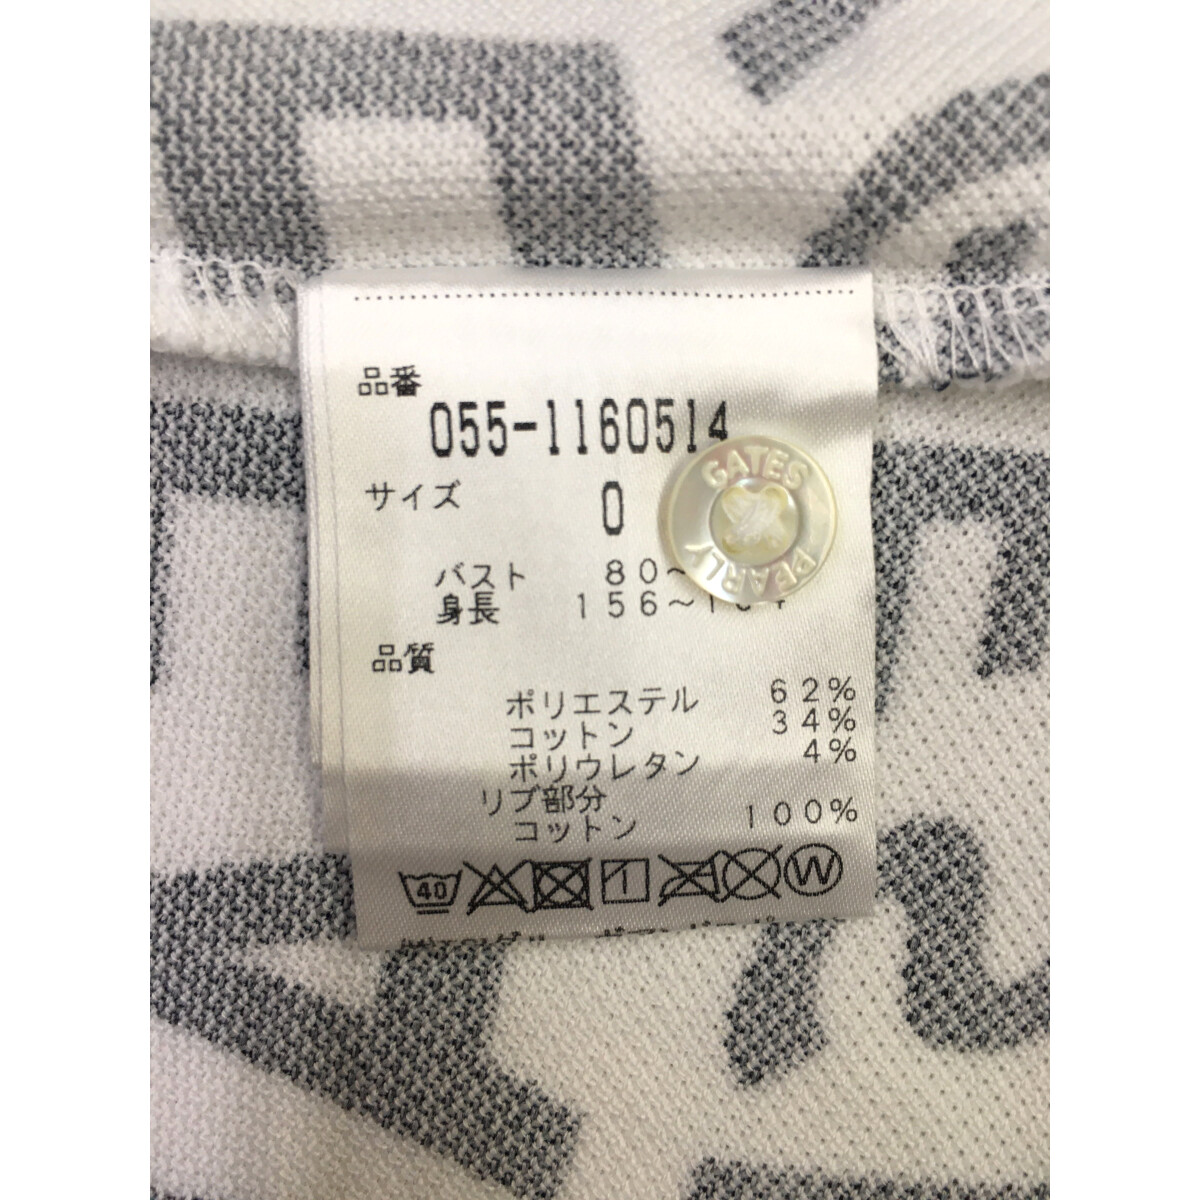 品番
055-1160514
サイズ 0
GATES
PEARLY
バスト 80~
身長 156~
品質
ポリエステル 62%
コットン 34%
ポリウレタン 4%
リブ部分
コットン 100%
40
W